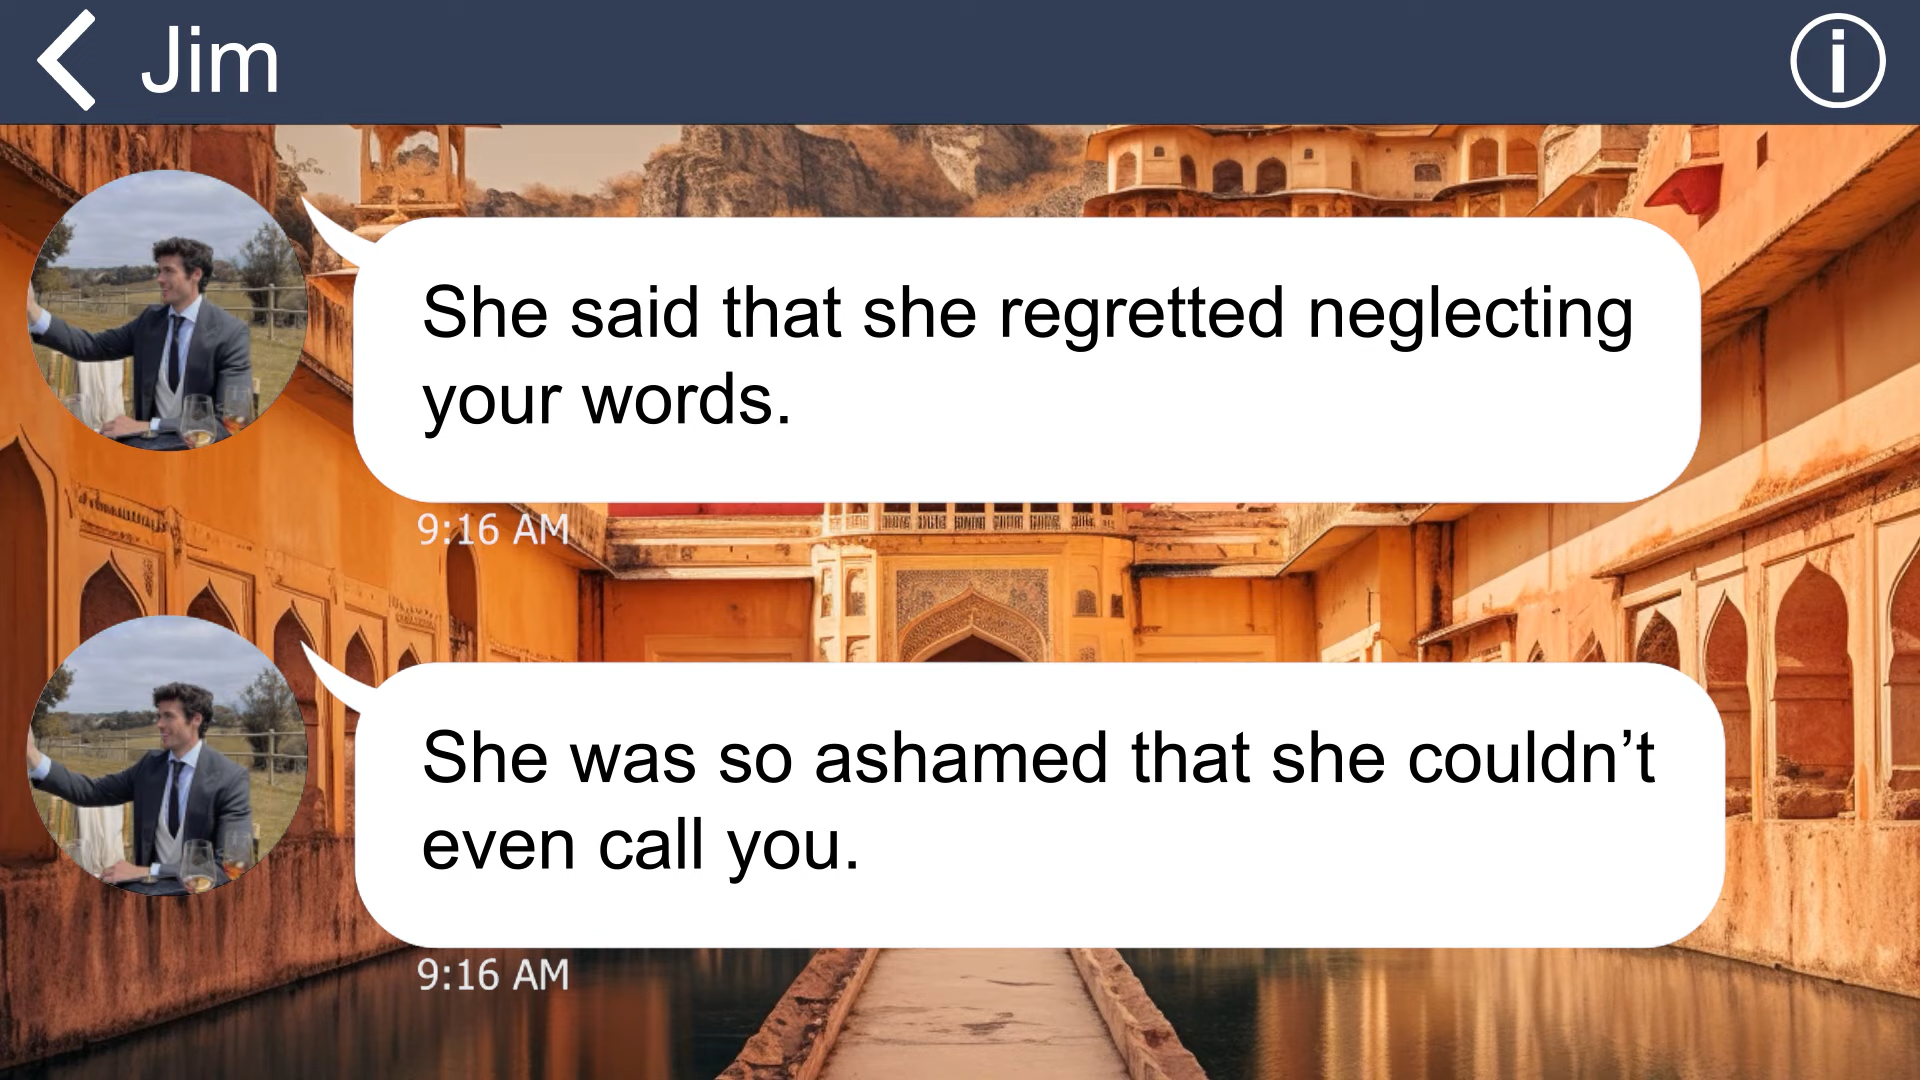 Jim
She said that she regretted neglecting
your words.
9:16 AM
She was so ashamed that she couldn’t
even call you.
9:16 AM